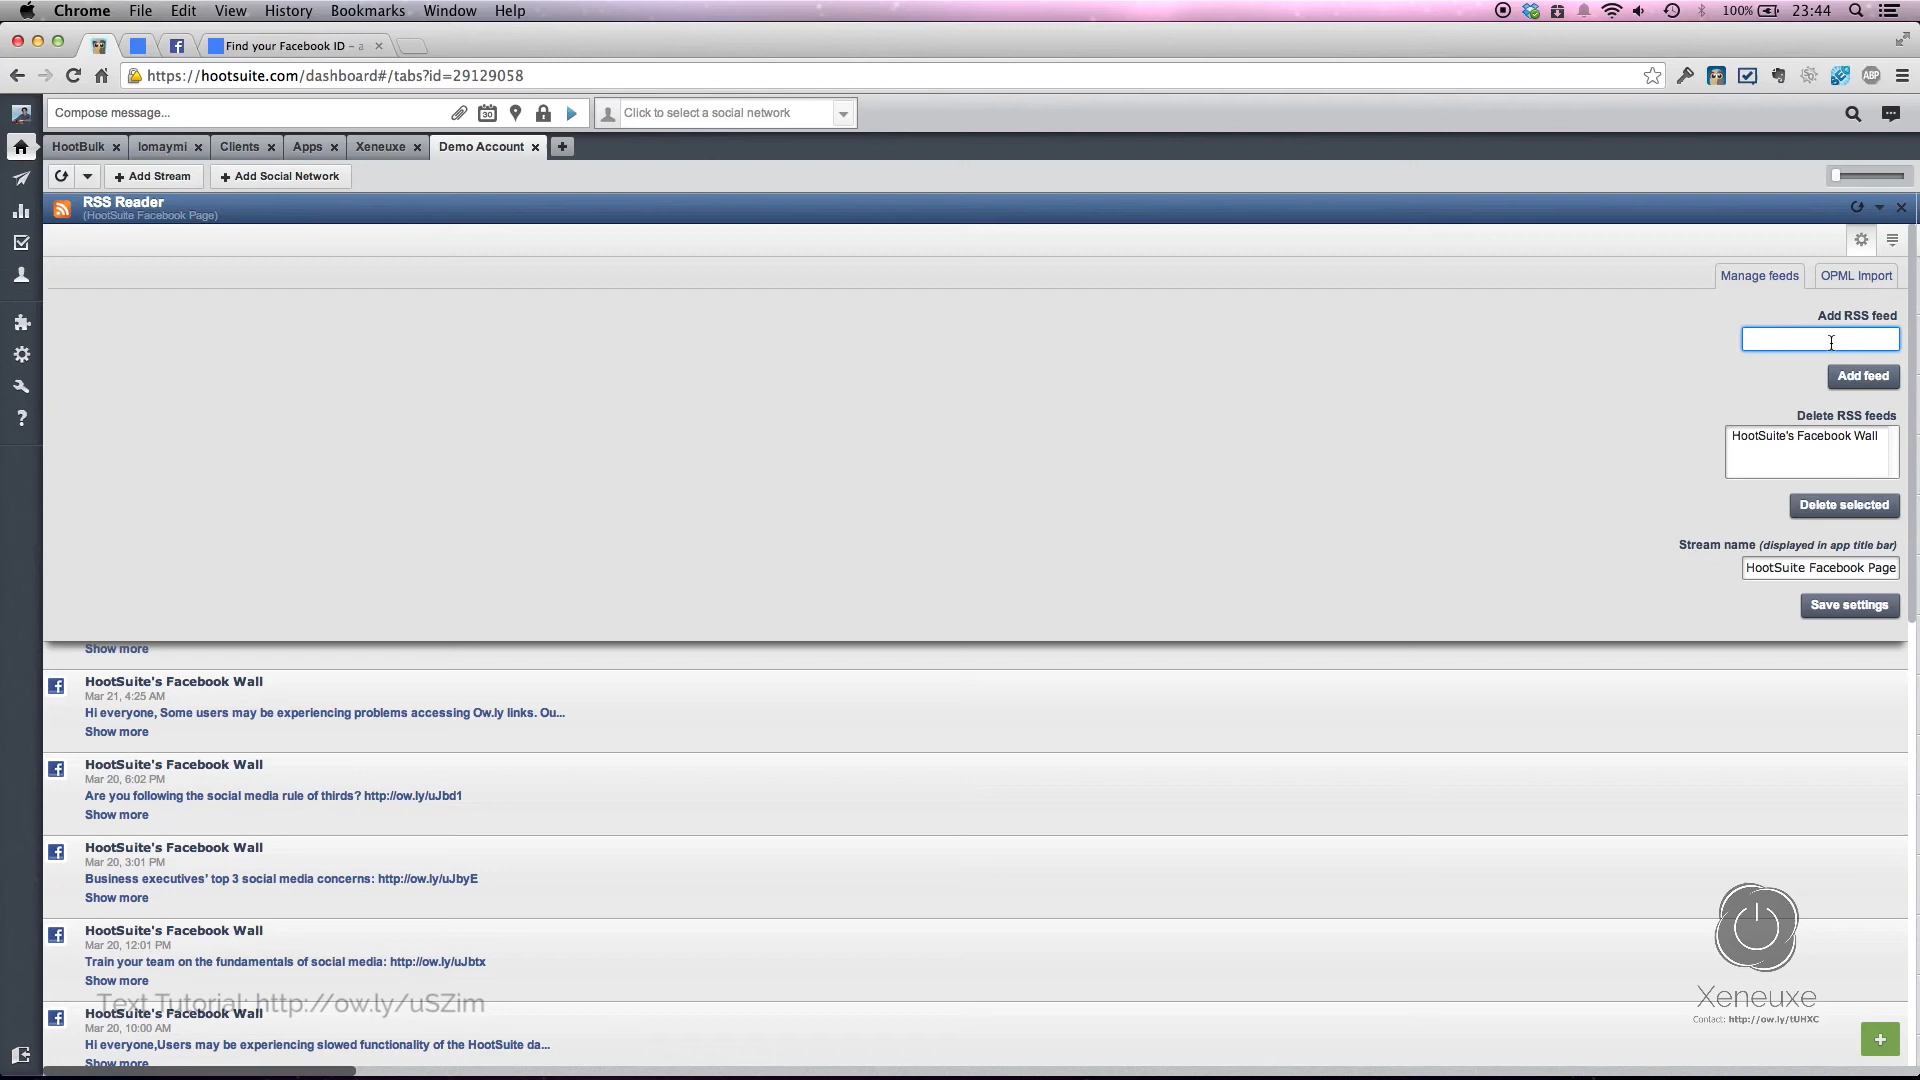 Chrome File Edit View History Bookmarks Window Help 100% 23:44
Find your Facebook ID – a
https://hootsuite.com/dashboard#/tabs?id=29129058 ABP
Compose message... 30 Click to select a social network
HootBulk lomaymi Clients Apps Xeneuxe Demo Account
Add Stream Add Social Network
RSS Reader
(HootSuite Facebook Page)
Manage feeds OPML Import
Add RSS feed
Add feed
Delete RSS feeds
HootSuite's Facebook Wall
Delete selected
Stream name (displayed in app title bar)
HootSuite Facebook Page
Save settings
Show more
HootSuite's Facebook Wall
Mar 21, 4:25 AM
Hi everyone, Some users may be experiencing problems accessing Ow.ly links. Ou...
Show more
HootSuite's Facebook Wall
Mar 20, 6:02 PM
Are you following the social media rule of thirds? http://ow.ly/uJbd1
Show more
HootSuite's Facebook Wall
Mar 20, 3:01 PM
Business executives' top 3 social media concerns: http://ow.ly/uJbyE
Show more
HootSuite's Facebook Wall
Mar 20, 12:01 PM
Train your team on the fundamentals of social media: http://ow.ly/uJbtx
Show more
Text Tutorial: http://ow.ly/uSZim
HootSuite's Facebook Wall
Mar 20, 10:00 AM
Hi everyone,Users may be experiencing slowed functionality of the HootSuite da...
Show more
Xeneuxe
Contact: http://ow.ly/tUHXC